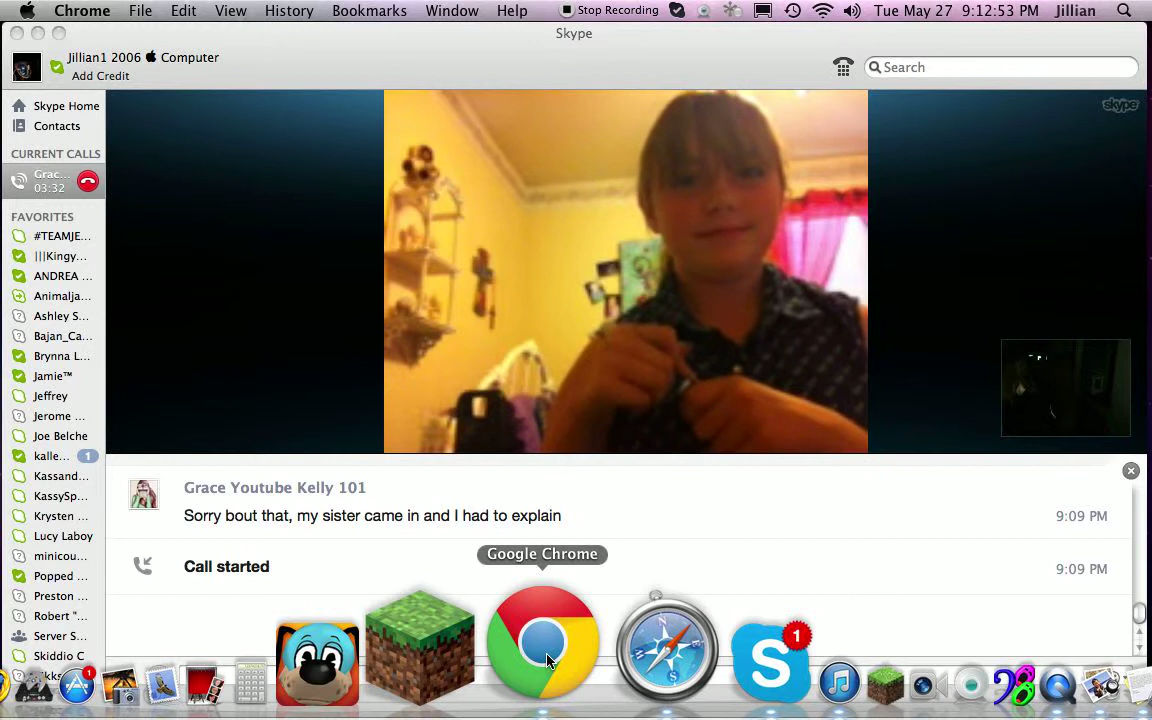 Chrome File Edit View History Bookmarks Window Help Stop Recording Tue May 27 9:12:53 PM Jillian
Skype
Jillian1 2006 Computer
Add Credit
Search
Skype Home
Contacts
CURRENT CALLS
Grac...
03:32
FAVORITES
#TEAMJE...
|||Kingy...
ANDREA ...
Animalja...
Ashley S...
Bajan_Ca...
Brynna L...
Jamie™
Jeffrey
Jerome ...
Joe Belche
kalle... 1
Kassand...
KassySp...
Krysten ...
Lucy Laboy
minicou...
Popped ...
Preston ...
Robert "...
Server S...
Skiddio C
skype
Grace Youtube Kelly 101
Sorry bout that, my sister came in and I had to explain 9:09 PM
Call started 9:09 PM
Google Chrome
1
1
N
E
S
W
S